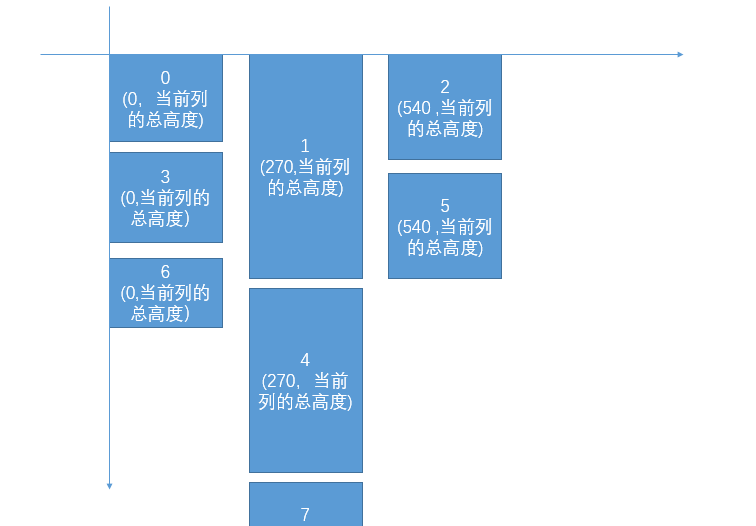 0
(0， 当前列
的总高度)
1
(270,当前列
的总高度)
2
(540 ,当前列
的总高度)
3
(0,当前列的
总高度）
4
(270， 当前
列的总高度)
5
(540 ,当前列
的总高度)
6
(0,当前列的
总高度）
7